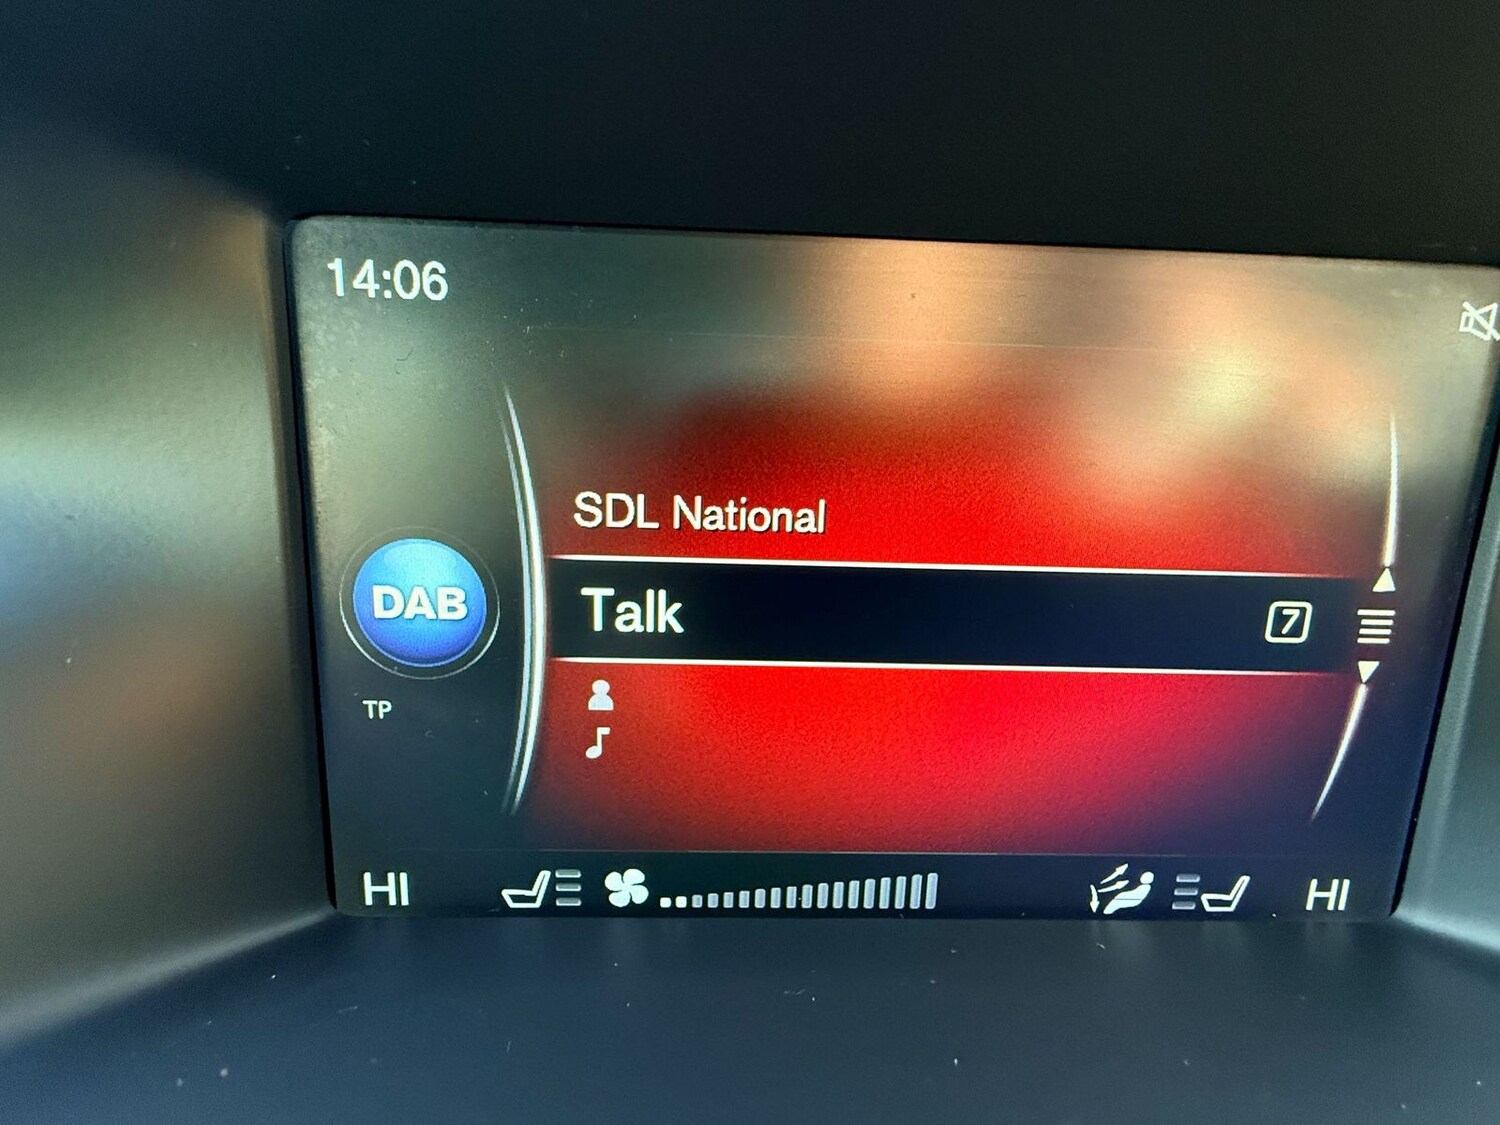 14:06
SDL National
DAB
Talk
7
TP
HI
HI